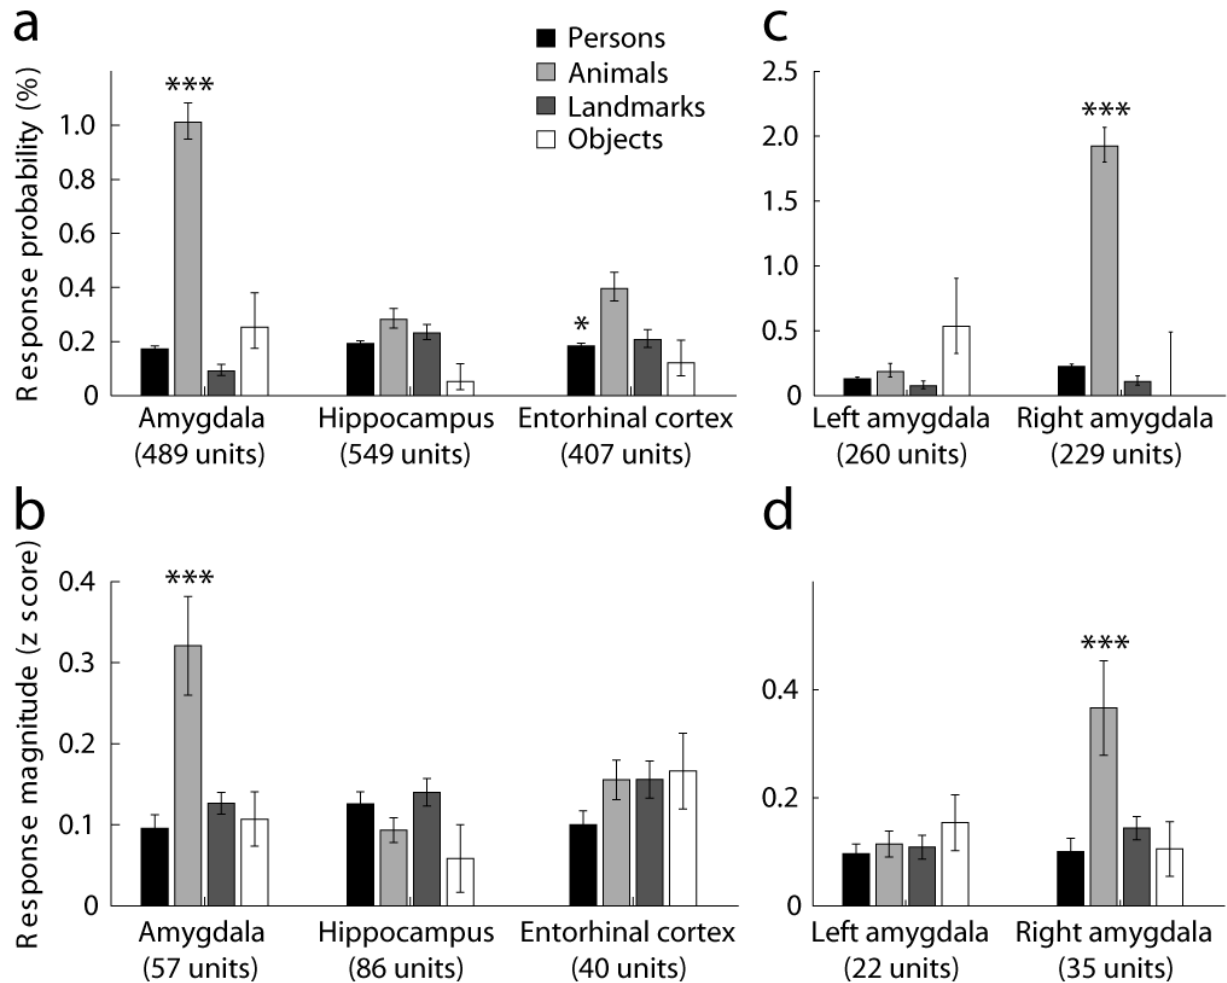 a
Response probability (%)
***
1.0
0.8
0.6
0.4
0.2
0
*
Persons
Animals
Landmarks
Objects
Amygdala
(489 units)
Hippocampus
(549 units)
Entorhinal cortex
(407 units)
c
2.5
2.0
1.5
1.0
0.5
0
***
Left amygdala
(260 units)
Right amygdala
(229 units)
b
Response magnitude (z score)
0.4
0.3
0.2
0.1
0
***
Amygdala
(57 units)
Hippocampus
(86 units)
Entorhinal cortex
(40 units)
d
0.4
0.2
0
***
Left amygdala
(22 units)
Right amygdala
(35 units)